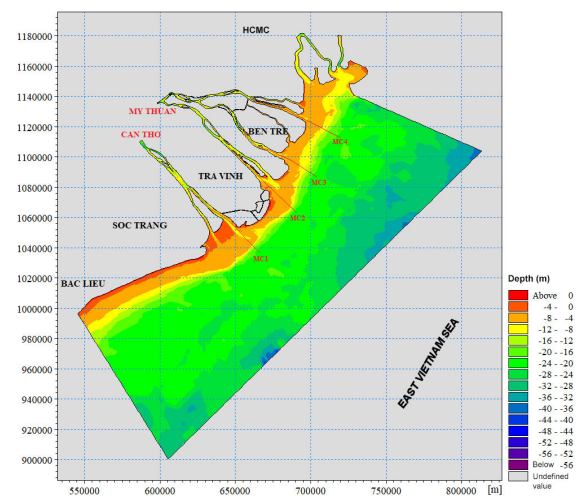 HCMC
1180000
1160000
1140000
1120000
1100000
1080000
1060000
1040000
1020000
1000000
980000
960000
940000
920000
900000
MY THUAN
CAN THO
BEN TRE
TRA VINH
SOC TRANG
BAC LIEU
MC4
MC3
MC2
MC1
EAST VIETNAM SEA
550000 600000 650000 700000 750000 800000 [m]
Depth (m)
Above 0
-4 - 0
-8 - -4
-12 - -8
-16 - -12
-20 - -16
-24 - -20
-28 - -24
-32 - -28
-36 - -32
-40 - -36
-44 - -40
-48 - -44
-52 - -48
-56 - -52
Below -56
Undefined
value